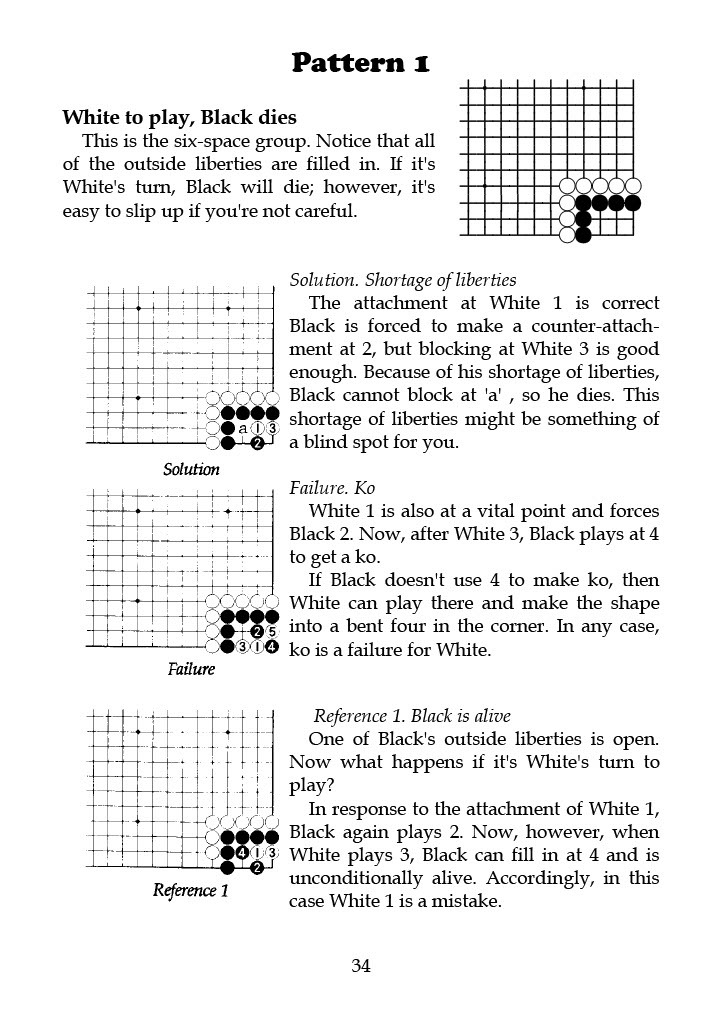 Pattern 1
White to play, Black dies
This is the six-space group. Notice that all
of the outside liberties are filled in. If it's
White's turn, Black will die; however, it's
easy to slip up if you're not careful.
Solution. Shortage of liberties
The attachment at White 1 is correct
Black is forced to make a counter-attach-
ment at 2, but blocking at White 3 is good
enough. Because of his shortage of liberties,
Black cannot block at 'a' , so he dies. This
shortage of liberties might be something of
a blind spot for you.
a 1 3
2
Solution
Failure. Ko
White 1 is also at a vital point and forces
Black 2. Now, after White 3, Black plays at 4
to get a ko.
If Black doesn't use 4 to make ko, then
White can play there and make the shape
into a bent four in the corner. In any case,
ko is a failure for White.
2 5
3 1 4
Failure
Reference 1. Black is alive
One of Black's outside liberties is open.
Now what happens if it's White's turn to
play?
In response to the attachment of White 1,
Black again plays 2. Now, however, when
White plays 3, Black can fill in at 4 and is
unconditionally alive. Accordingly, in this
case White 1 is a mistake.
4 1 3
2
Reference 1
34